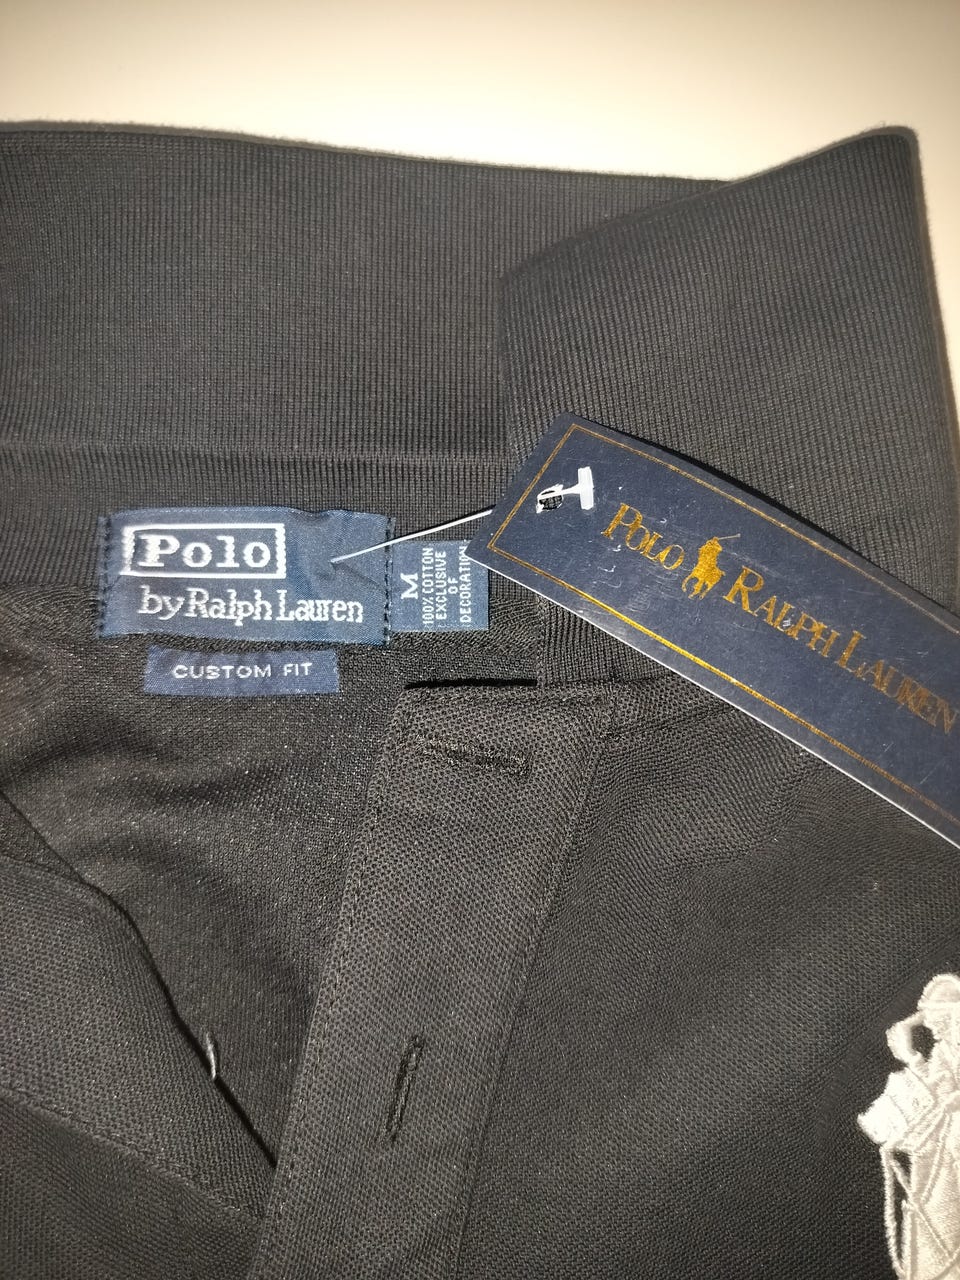 Polo
by Ralph Lauren
M
100% COTTON
EXCLUSIVE
OF
DECORATION
CUSTOM FIT
POLO RALPH LAUREN